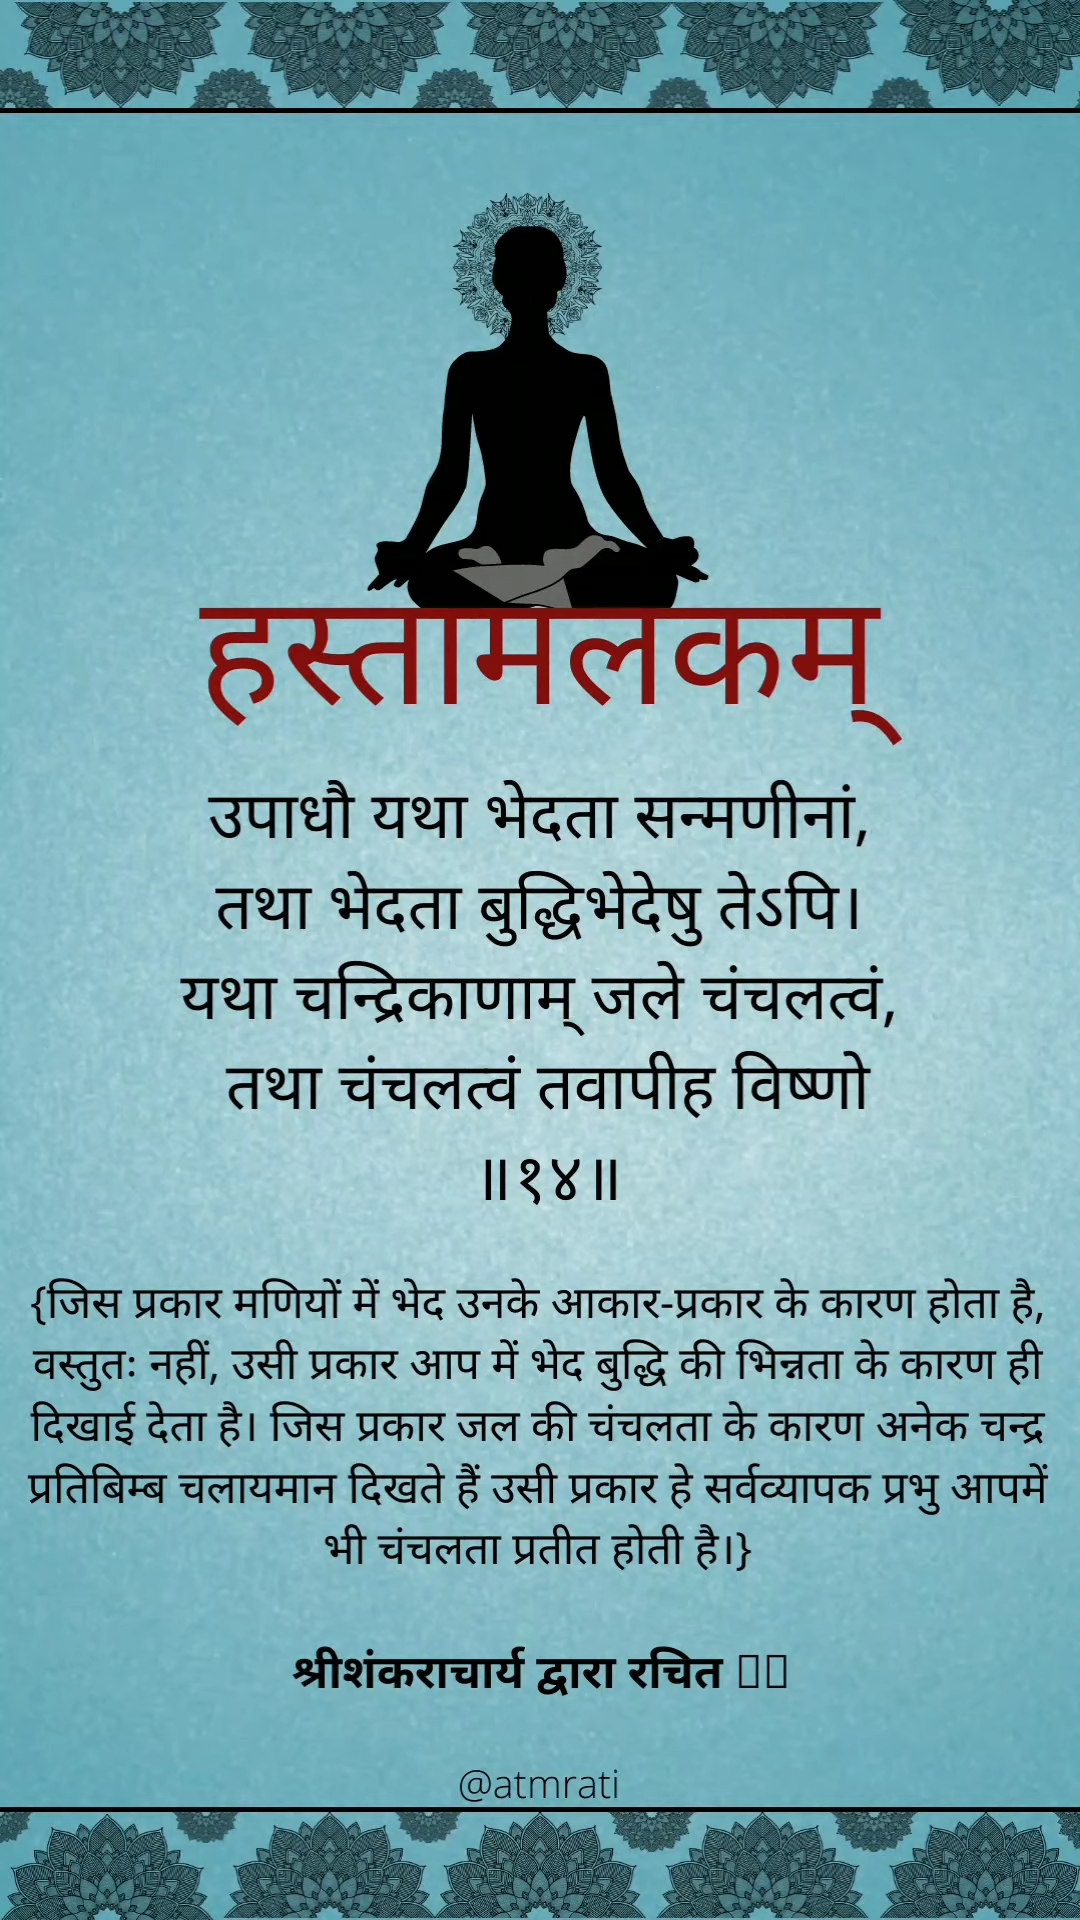 हस्तामलकम्
उपाधौ यथा भेदता सन्मणीनां,
तथा भेदता बुद्धिभेदेषु तेऽपि।
यथा चन्द्रिकाणाम् जले चंचलत्वं,
तथा चंचलत्वं तवापीह विष्णो
॥१४॥
{जिस प्रकार मणियों में भेद उनके आकार-प्रकार के कारण होता है,
वस्तुतः नहीं, उसी प्रकार आप में भेद बुद्धि की भिन्नता के कारण ही
दिखाई देता है। जिस प्रकार जल की चंचलता के कारण अनेक चन्द्र
प्रतिबिम्ब चलायमान दिखते हैं उसी प्रकार हे सर्वव्यापक प्रभु आपमें
भी चंचलता प्रतीत होती है।}
श्रीशंकराचार्य द्वारा रचित
@atmrati